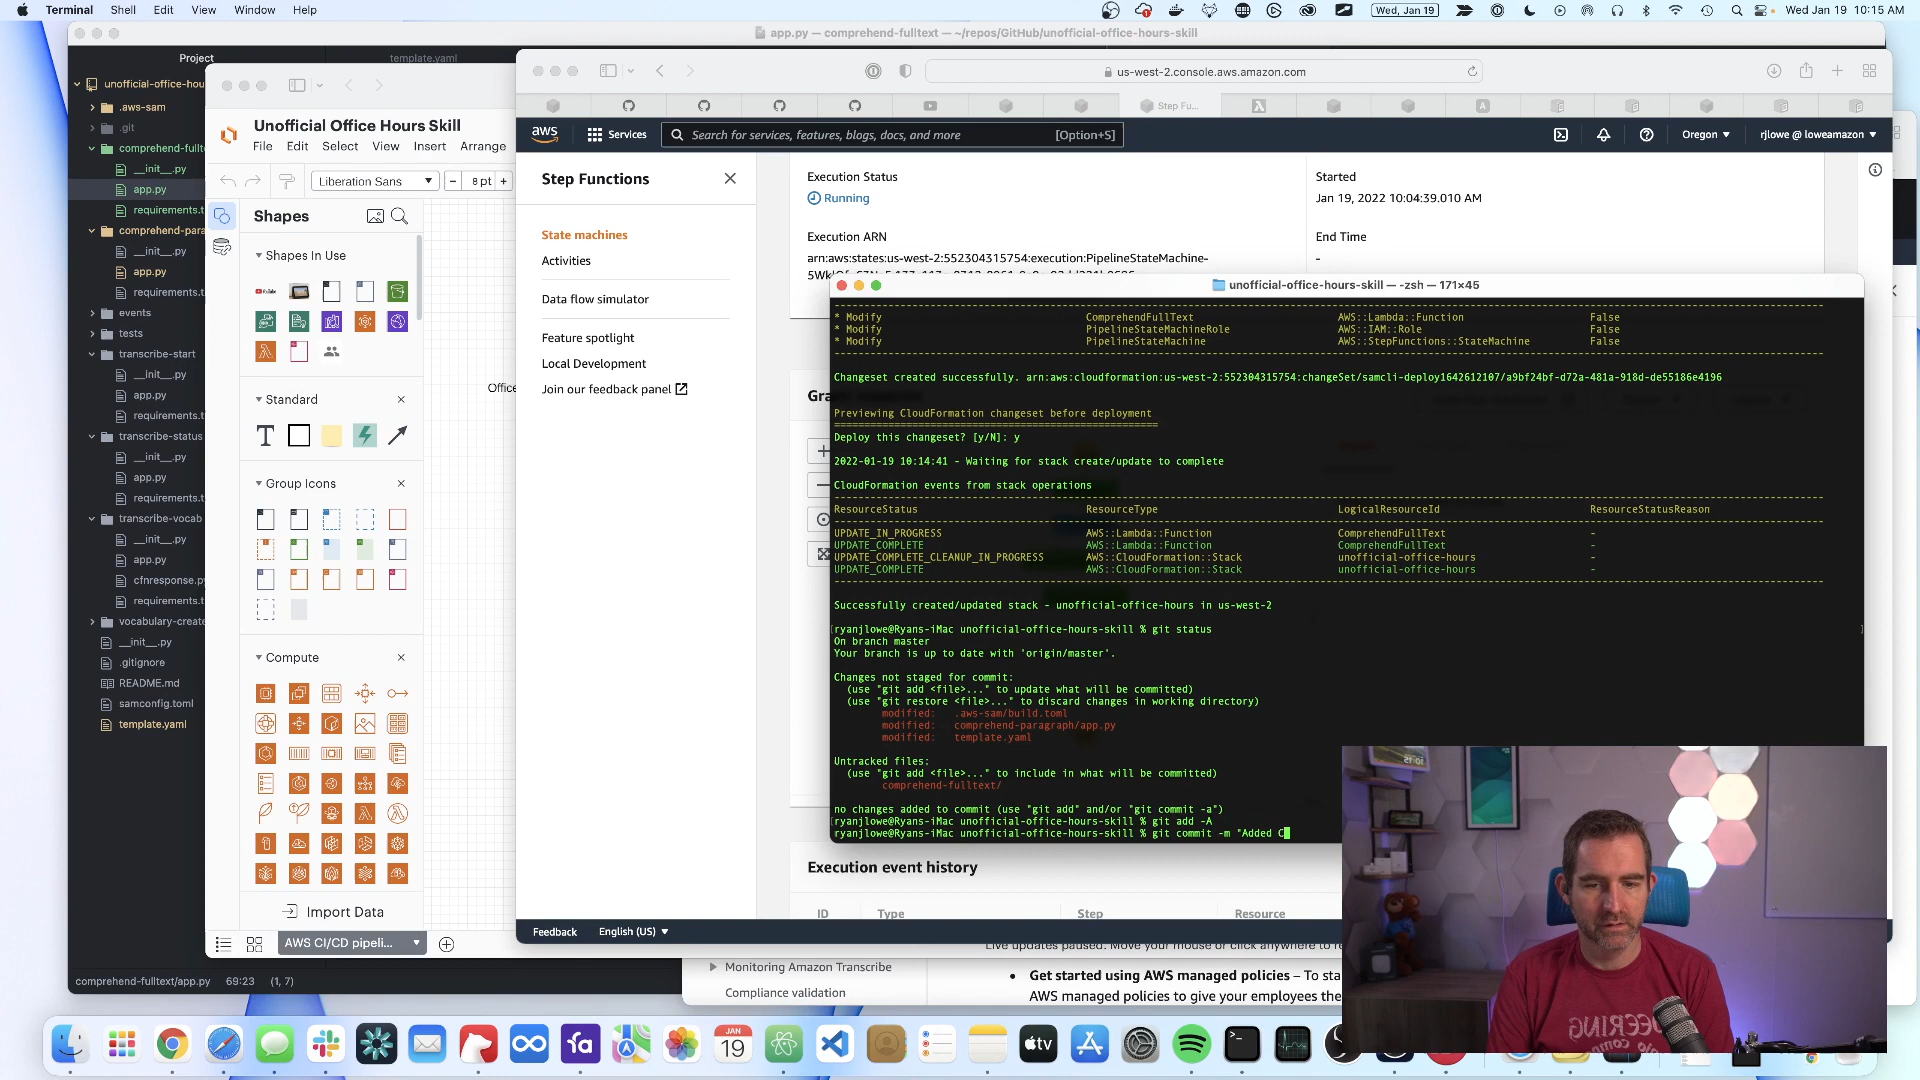 Terminal Shell Edit View Window Help
Wed, Jan 19
Wed Jan 19 10:15 AM
app.py — comprehend-fulltext — ~/repos/GitHub/unofficial-office-hours-skill
Project
template.yaml
unofficial-office-hou
.aws-sam
.git
comprehend-fullt
__init__.py
app.py
requirements.t
comprehend-para
__init__.py
app.py
requirements.t
events
tests
transcribe-start
__init__.py
app.py
requirements.t
transcribe-status
__init__.py
app.py
requirements.t
transcribe-vocab
__init__.py
app.py
cfnresponse.py
requirements.t
vocabulary-create
__init__.py
.gitignore
README.md
samconfig.toml
template.yaml
comprehend-fulltext/app.py 69:23 (1, 7)
Unofficial Office Hours Skill
File Edit Select View Insert Arrange
Liberation Sans
− 8 pt +
Shapes
Shapes In Use
Standard
Group Icons
Compute
Import Data
AWS CI/CD pipeli...
Office
us-west-2.console.aws.amazon.com
Step Fu...
aws
Services
Search for services, features, blogs, docs, and more [Option+S]
Oregon
rjlowe @ loweamazon
Step Functions
State machines
Activities
Data flow simulator
Feature spotlight
Local Development
Join our feedback panel
Execution Status
Running
Started
Jan 19, 2022 10:04:39.010 AM
Execution ARN
arn:aws:states:us-west-2:552304315754:execution:PipelineStateMachine-
End Time
-
unofficial-office-hours-skill — -zsh — 171×45
* Modify ComprehendFullText AWS::Lambda::Function False
* Modify PipelineStateMachineRole AWS::IAM::Role False
* Modify PipelineStateMachine AWS::StepFunctions::StateMachine False
Changeset created successfully. arn:aws:cloudformation:us-west-2:552304315754:changeSet/samcli-deploy1642612107/a9bf24bf-d72a-481a-918d-de55186e4196
Previewing CloudFormation changeset before deployment
======================================================
Deploy this changeset? [y/N]: y
2022-01-19 10:14:41 - Waiting for stack create/update to complete
CloudFormation events from stack operations
ResourceStatus ResourceType LogicalResourceId ResourceStatusReason
UPDATE_IN_PROGRESS AWS::Lambda::Function ComprehendFullText -
UPDATE_COMPLETE AWS::Lambda::Function ComprehendFullText -
UPDATE_COMPLETE_CLEANUP_IN_PROGRESS AWS::CloudFormation::Stack unofficial-office-hours -
UPDATE_COMPLETE AWS::CloudFormation::Stack unofficial-office-hours -
Successfully created/updated stack - unofficial-office-hours in us-west-2
[ryanjlowe@Ryans-iMac unofficial-office-hours-skill % git status ]
On branch master
Your branch is up to date with 'origin/master'.
Changes not staged for commit:
(use "git add <file>..." to update what will be committed)
(use "git restore <file>..." to discard changes in working directory)
modified: .aws-sam/build.toml
modified: comprehend-paragraph/app.py
modified: template.yaml
Untracked files:
(use "git add <file>..." to include in what will be committed)
comprehend-fulltext/
no changes added to commit (use "git add" and/or "git commit -a")
[ryanjlowe@Ryans-iMac unofficial-office-hours-skill % git add -A
ryanjlowe@Ryans-iMac unofficial-office-hours-skill % git commit -m "Added C
Execution event history
ID Type Step Resource
Feedback English (US)
Monitoring Amazon Transcribe
Compliance validation
Live updates paused. Move your mouse or click anywhere to re
• Get started using AWS managed policies – To sta
AWS managed policies to give your employees the
JAN
19
fa
tv